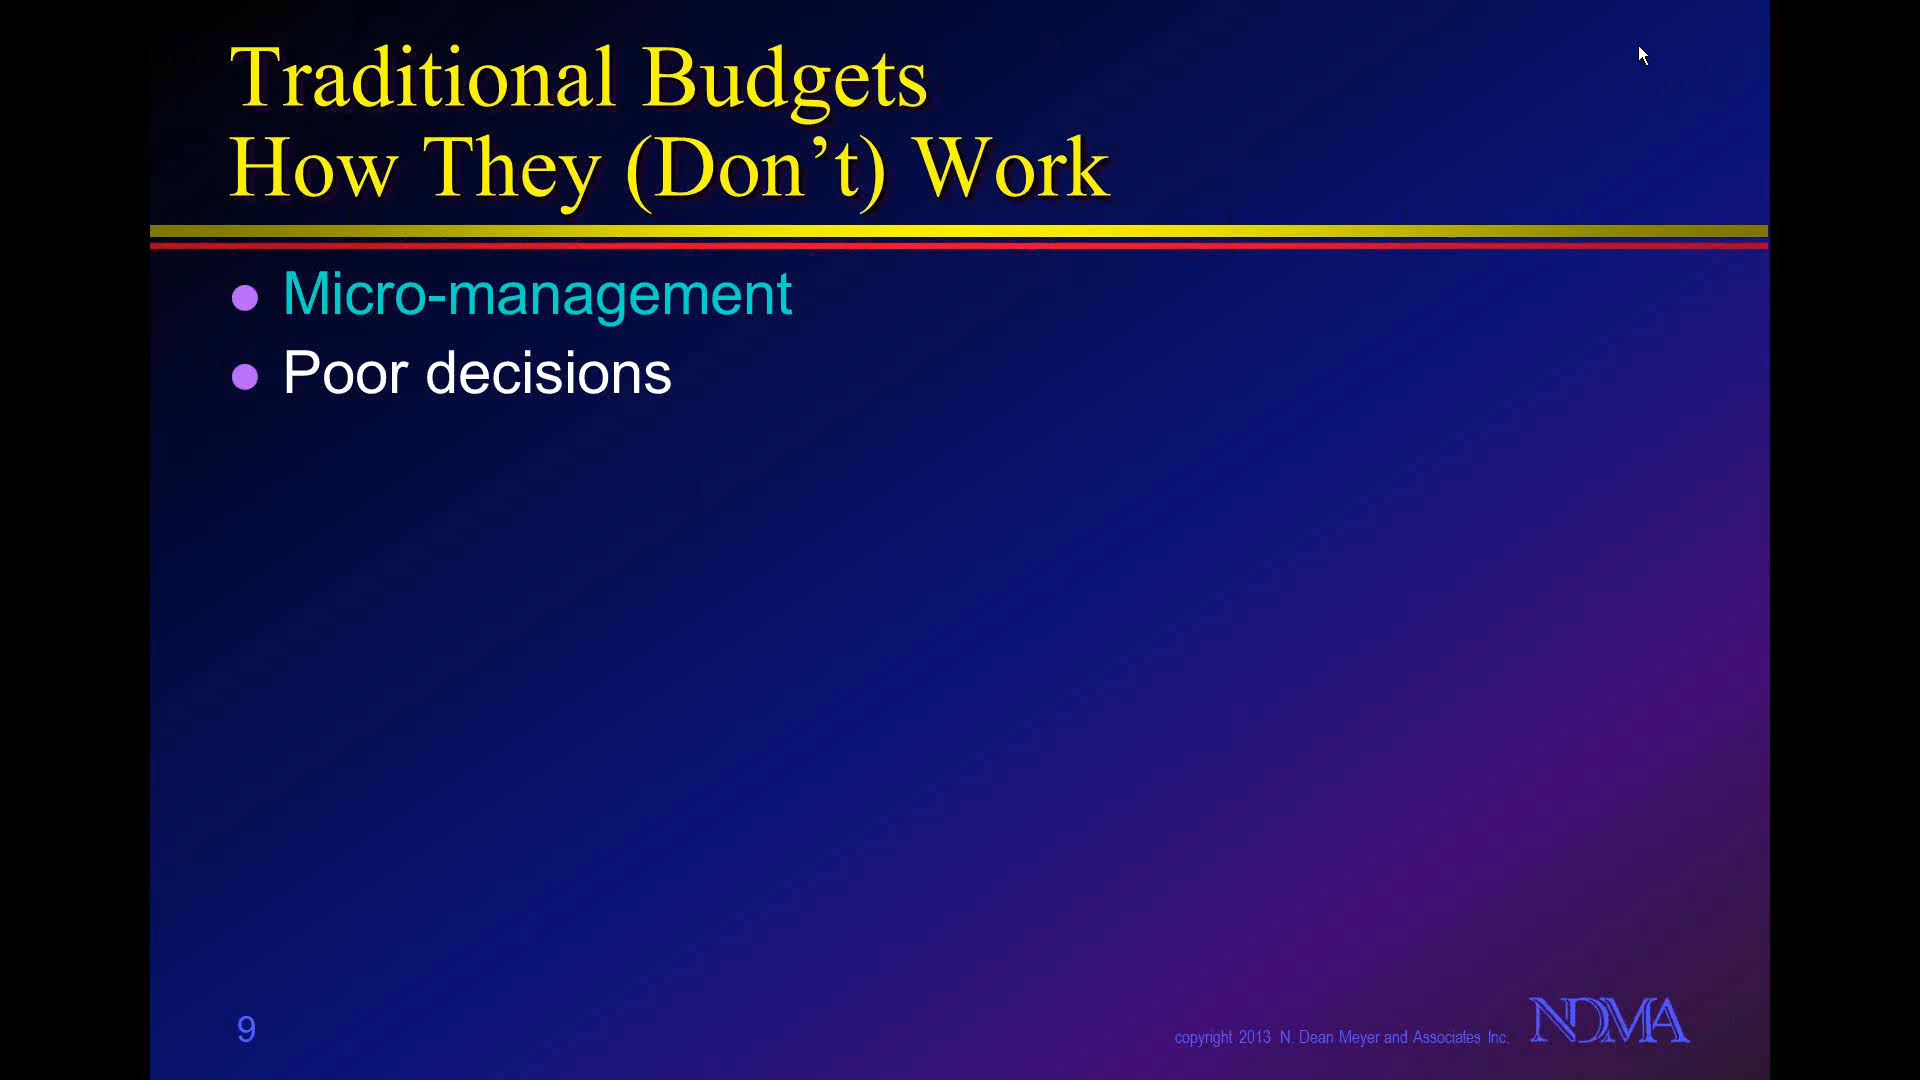 Traditional Budgets
How They (Don’t) Work
Micro-management
Poor decisions
9
copyright 2013 N. Dean Meyer and Associates Inc.
NDMA